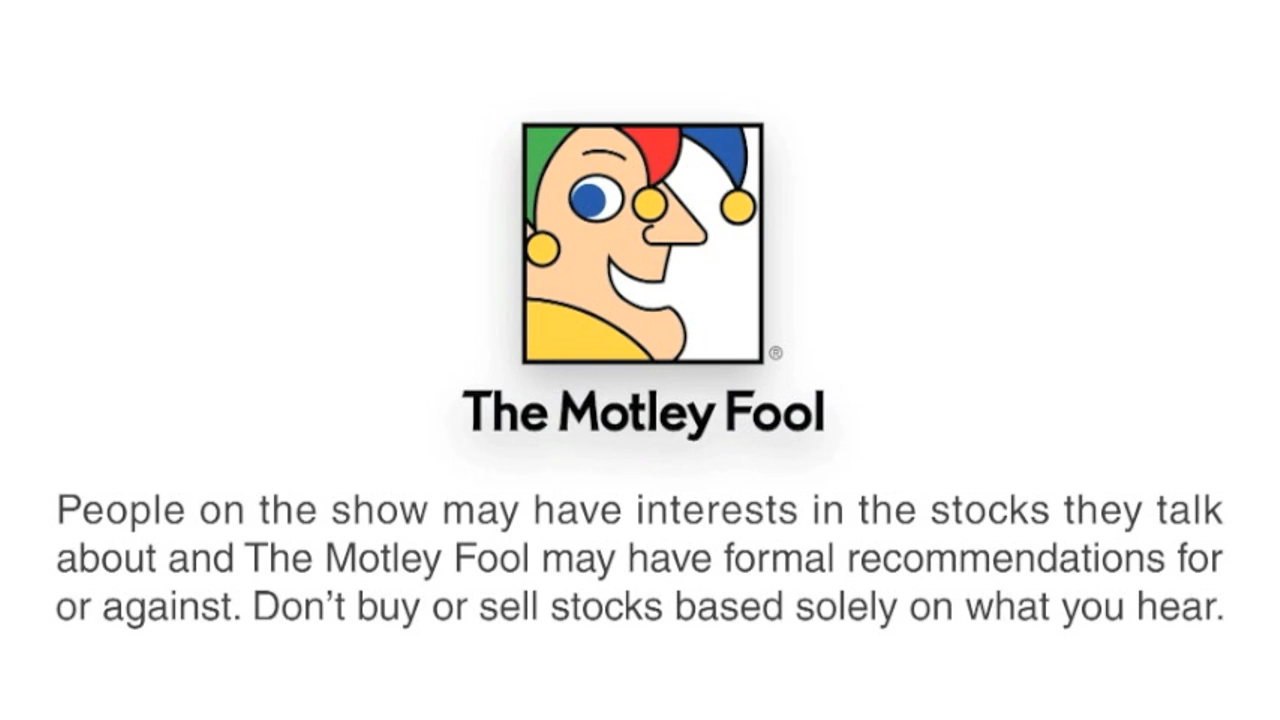 ®
The Motley Fool
People on the show may have interests in the stocks they talk
about and The Motley Fool may have formal recommendations for
or against. Don’t buy or sell stocks based solely on what you hear.